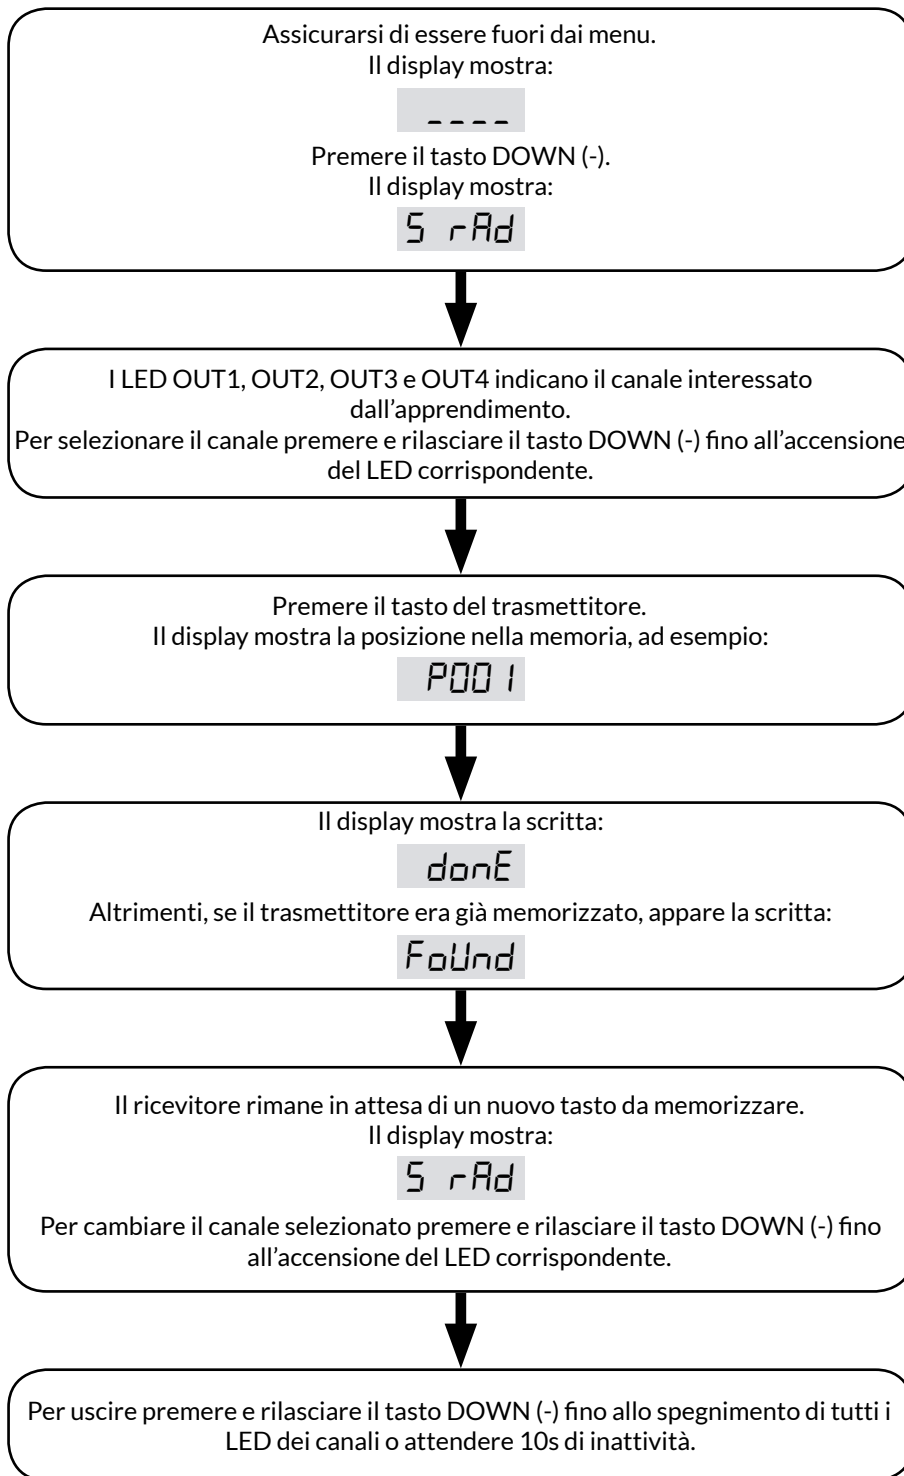 Assicurarsi di essere fuori dai menu.
Il display mostra:
_ _ _ _
Premere il tasto DOWN (-).
Il display mostra:
S rAd
I LED OUT1, OUT2, OUT3 e OUT4 indicano il canale interessato
dall'apprendimento.
Per selezionare il canale premere e rilasciare il tasto DOWN (-) fino all'accensione
del LED corrispondente.
Premere il tasto del trasmettitore.
Il display mostra la posizione nella memoria, ad esempio:
P001
Il display mostra la scritta:
donE
Altrimenti, se il trasmettitore era già memorizzato, appare la scritta:
FoUnd
Il ricevitore rimane in attesa di un nuovo tasto da memorizzare.
Il display mostra:
S rAd
Per cambiare il canale selezionato premere e rilasciare il tasto DOWN (-) fino
all'accensione del LED corrispondente.
Per uscire premere e rilasciare il tasto DOWN (-) fino allo spegnimento di tutti i
LED dei canali o attendere 10s di inattività.